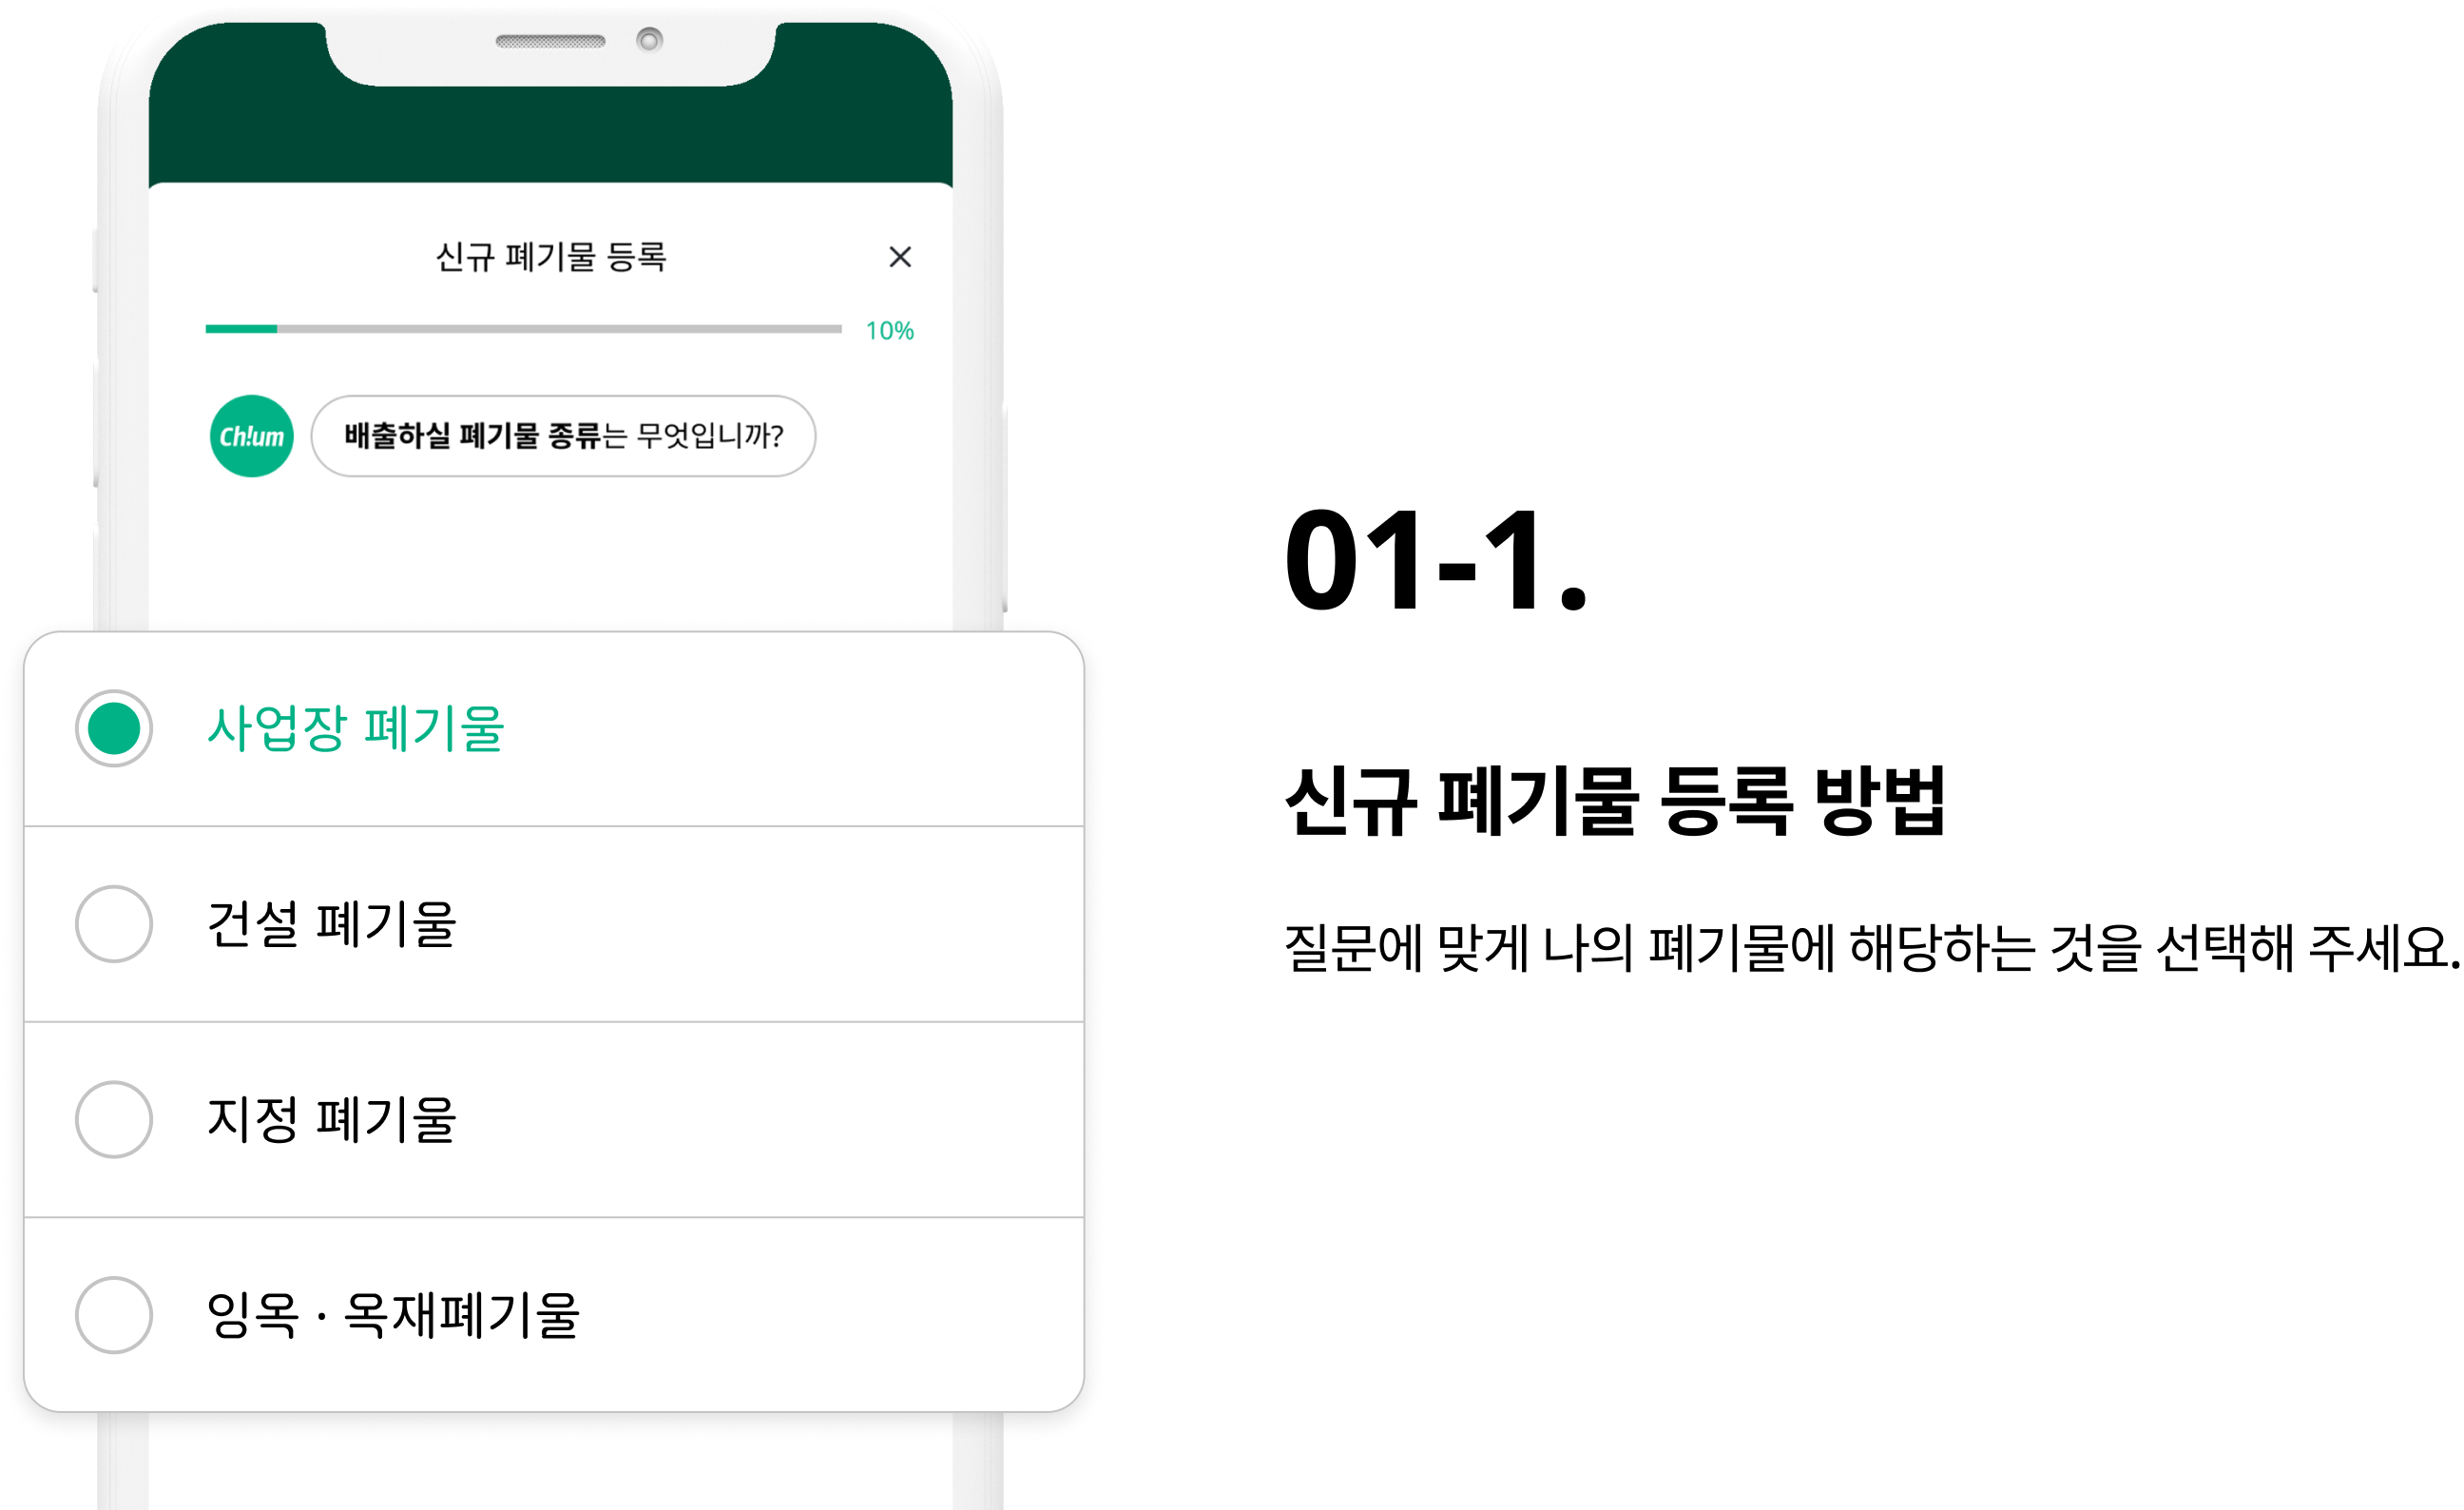 신규 폐기물 등록
10%
Ch!um
배출하실 폐기물 종류는 무엇입니까?
사업장 폐기물
건설 폐기물
지정 폐기물
임목 · 목재폐기물
01-1.
신규 폐기물 등록 방법
질문에 맞게 나의 폐기물에 해당하는 것을 선택해 주세요.